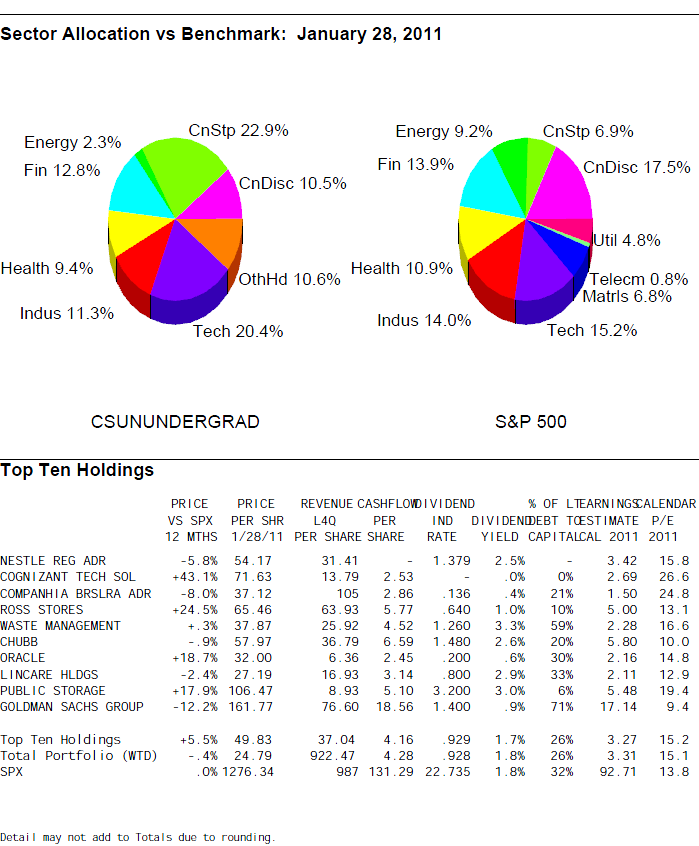 Sector Allocation vs Benchmark: January 28, 2011
CnStp 22.9%
Energy 2.3%
Fin 12.8%
CnDisc 10.5%
Health 9.4%
OthHd 10.6%
Indus 11.3%
Tech 20.4%
CSUNUNDERGRAD
Energy 9.2%
CnStp 6.9%
Fin 13.9%
CnDisc 17.5%
Util 4.8%
Health 10.9%
Telecm 0.8%
Matrls 6.8%
Indus 14.0%
Tech 15.2%
S&P 500
Top Ten Holdings
PRICE PRICE REVENUE CASHFLOW DIVIDEND % OF LT EARNINGS CALENDAR
VS SPX PER SHR L4Q PER IND DIVIDEND DEBT TO ESTIMATE P/E
12 MTHS 1/28/11 PER SHARE SHARE RATE YIELD CAPITAL CAL 2011 2011
NESTLE REG ADR -5.8% 54.17 31.41 - 1.379 2.5% - 3.42 15.8
COGNIZANT TECH SOL +43.1% 71.63 13.79 2.53 - .0% 0% 2.69 26.6
COMPANHIA BRSLRA ADR -8.0% 37.12 105 2.86 .136 .4% 21% 1.50 24.8
ROSS STORES +24.5% 65.46 63.93 5.77 .640 1.0% 10% 5.00 13.1
WASTE MANAGEMENT +.3% 37.87 25.92 4.52 1.260 3.3% 59% 2.28 16.6
CHUBB -.9% 57.97 36.79 6.59 1.480 2.6% 20% 5.80 10.0
ORACLE +18.7% 32.00 6.36 2.45 .200 .6% 30% 2.16 14.8
LINCARE HLDGS -2.4% 27.19 16.93 3.14 .800 2.9% 33% 2.11 12.9
PUBLIC STORAGE +17.9% 106.47 8.93 5.10 3.200 3.0% 6% 5.48 19.4
GOLDMAN SACHS GROUP -12.2% 161.77 76.60 18.56 1.400 .9% 71% 17.14 9.4
Top Ten Holdings +5.5% 49.83 37.04 4.16 .929 1.7% 26% 3.27 15.2
Total Portfolio (WTD) -.4% 24.79 922.47 4.28 .928 1.8% 26% 3.31 15.1
SPX .0% 1276.34 987 131.29 22.735 1.8% 32% 92.71 13.8
Detail may not add to Totals due to rounding.